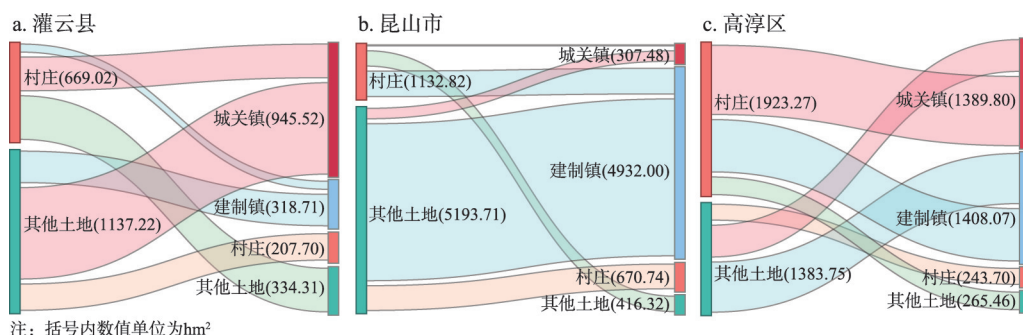 a. 灌云县
村庄(669.02)
城关镇(945.52)
建制镇(318.71)
其他土地(1137.22)
村庄(207.70)
其他土地(334.31)
b. 昆山市
城关镇(307.48)
村庄(1132.82)
建制镇(4932.00)
其他土地(5193.71)
村庄(670.74)
其他土地(416.32)
c. 高淳区
村庄(1923.27)
城关镇(1389.80)
建制镇(1408.07)
其他土地(1383.75)
村庄(243.70)
其他土地(265.46)
注：括号内数值单位为hm²